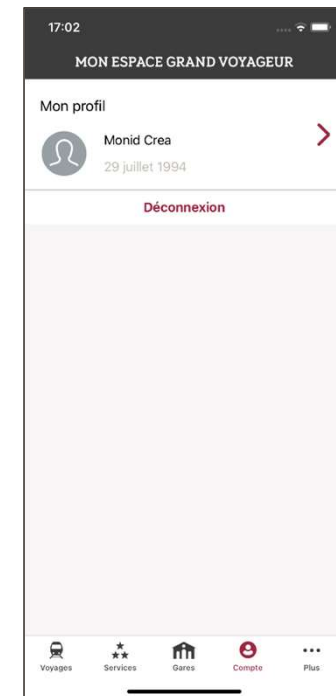 17:02
MON ESPACE GRAND VOYAGEUR
Mon profil
Monid Crea
29 juillet 1994
Déconnexion
Voyages Services Gares Compte Plus